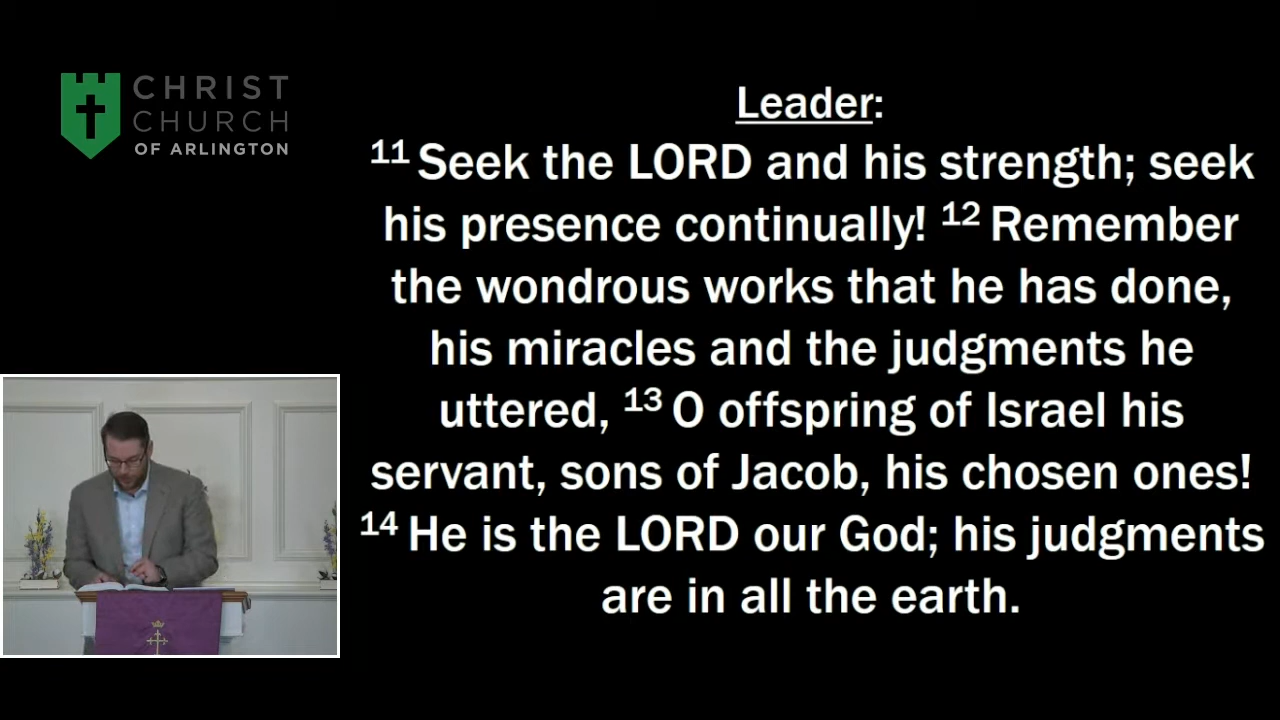 CHRIST
CHURCH
OF ARLINGTON
Leader:
11 Seek the LORD and his strength; seek
his presence continually! 12 Remember
the wondrous works that he has done,
his miracles and the judgments he
uttered, 13 O offspring of Israel his
servant, sons of Jacob, his chosen ones!
14 He is the LORD our God; his judgments
are in all the earth.